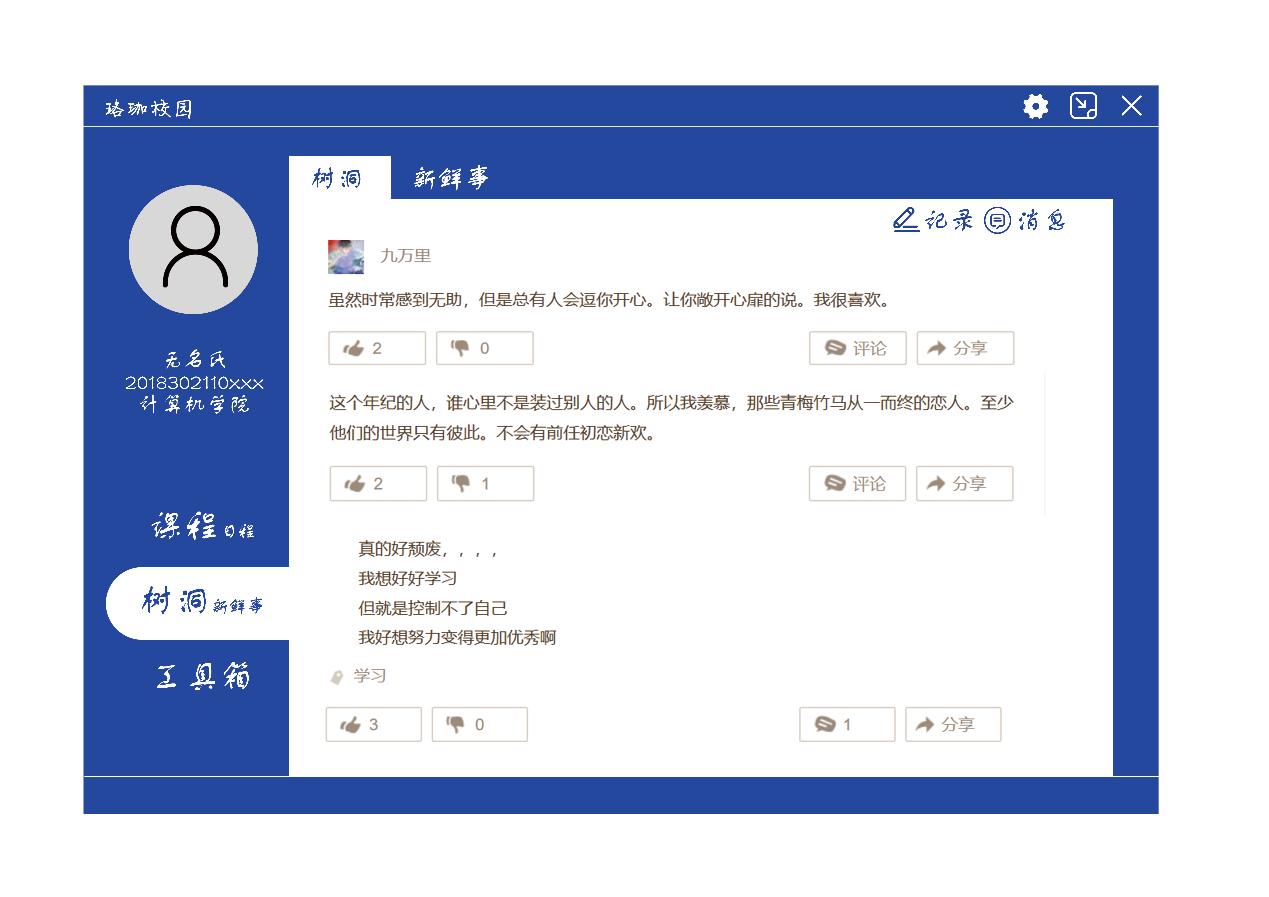 珞珈校园
树洞 新鲜事
记录 消息
无名氏
2018302110xxx
计算机学院
课程 日程
树洞 新鲜事
工具箱
九万里
虽然时常感到无助，但是总有人会逗你开心。让你敞开心扉的说。我很喜欢。
2 0 评论 分享
这个年纪的人，谁心里不是装过别人的人。所以我羡慕，那些青梅竹马从一而终的恋人。至少
他们的世界只有彼此。不会有前任初恋新欢。
2 1 评论 分享
真的好颓废，，，，
我想好好学习
但就是控制不了自己
我好想努力变得更加优秀啊
学习
3 0 1 分享